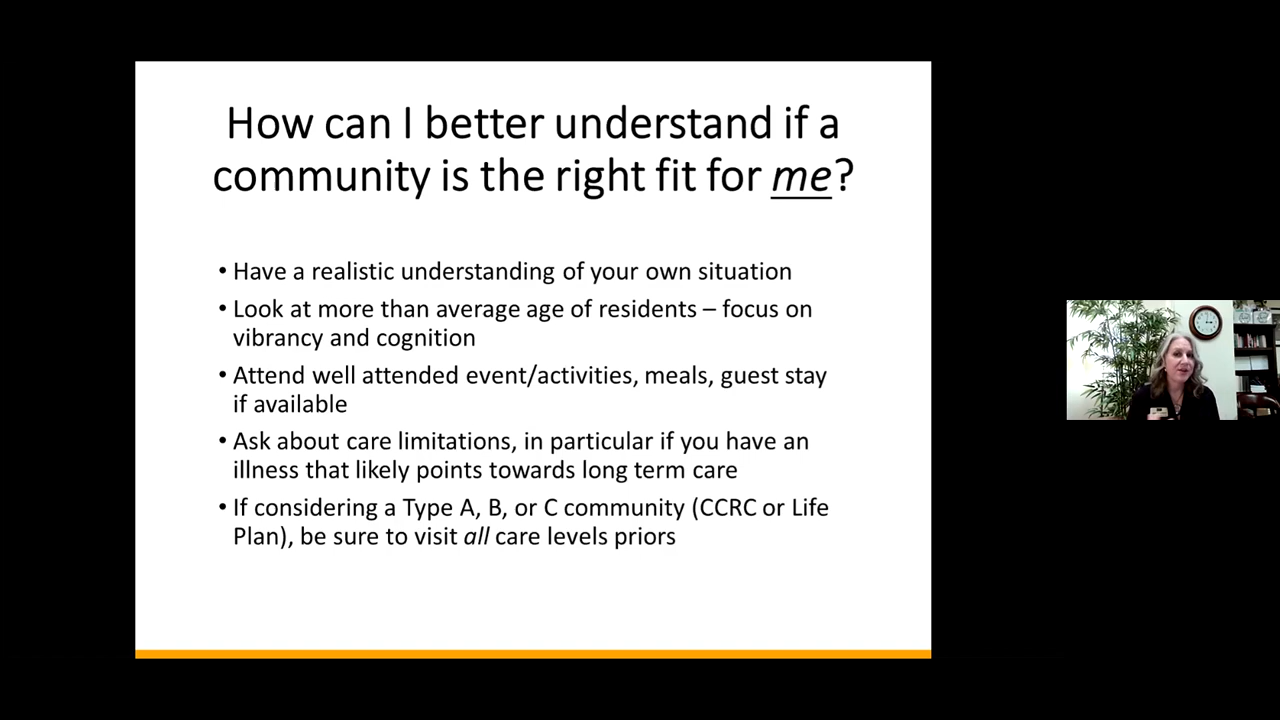 How can I better understand if a
community is the right fit for me?
• Have a realistic understanding of your own situation
• Look at more than average age of residents – focus on
vibrancy and cognition
• Attend well attended event/activities, meals, guest stay
if available
• Ask about care limitations, in particular if you have an
illness that likely points towards long term care
• If considering a Type A, B, or C community (CCRC or Life
Plan), be sure to visit all care levels priors